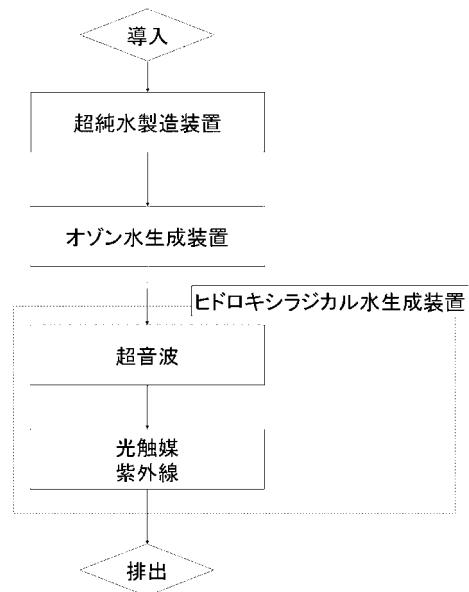 導入
超純水製造装置
オゾン水生成装置
ヒドロキシラジカル水生成装置
超音波
光触媒
紫外線
排出